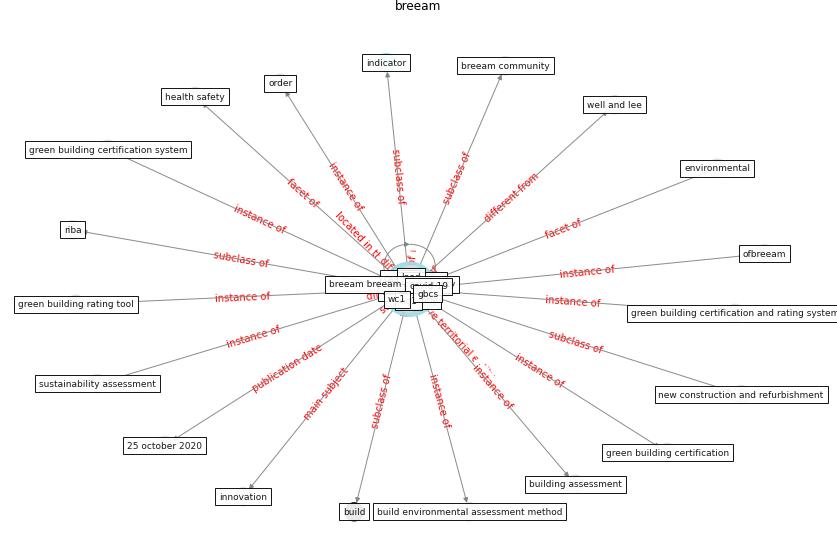 breeam
indicator
breeam community
order
health safety
well and lee
green building certification system
environmental
riba
ofbreeam
green building rating tool
green building certification and rating system
sustainability assessment
new construction and refurbishment
25 october 2020
green building certification
innovation
building assessment
build
build environmental assessment method
subclass of
subclass of
instance of
facet of
different from
instance of
facet of
located in th
subclass of
instance of
instance of
instance of
instance of
subclass of
publication date
instance of
main subject
instance of
subclass of
instance of
e territorial e
breeam breeam
gbcs
wc1